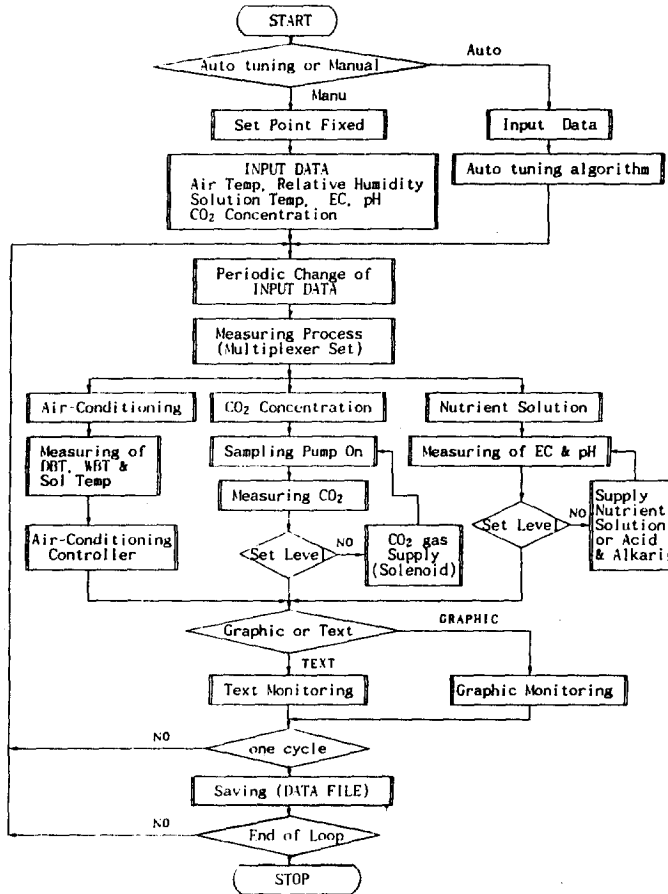 START
Auto tuning or Manual
Auto
Manu
Set Point Fixed
Input Data
INPUT DATA
Air Temp, Relative Humidity
Solution Temp, EC, pH
CO₂ Concentration
Auto tuning algorithm
Periodic Change of
INPUT DATA
Measuring Process
(Multiplexer Set)
Air-Conditioning
CO₂ Concentration
Nutrient Solution
Measuring of
DBT, WBT &
Sol Temp
Sampling Pump On
Measuring of EC & pH
Measuring CO₂
Air-Conditioning
Controller
Set Level
NO
CO₂ gas
Supply
(Solenoid)
Set Level
NO
Supply
Nutrient
Solution
or Acid
& Alkaris
Graphic or Text
GRAPHIC
TEXT
Text Monitoring
Graphic Monitoring
NO
one cycle
Saving (DATA FILE)
NO
End of Loop
STOP